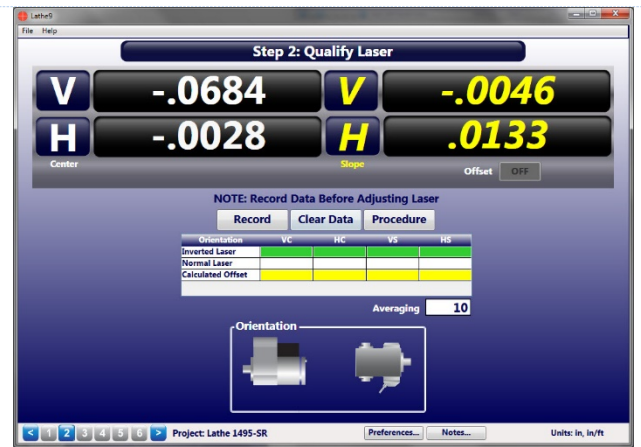 Lathe9
File Help
Step 2: Qualify Laser
V -.0684 V -.0046
H -.0028 H .0133
Center Slope Offset OFF
NOTE: Record Data Before Adjusting Laser
Record Clear Data Procedure
Orientation VC HC VS HS
Inverted Laser
Normal Laser
Calculated Offset
Averaging 10
Orientation
< 1 2 3 4 5 6 > Project: Lathe 1495-SR Preferences... Notes... Units: in, in/ft